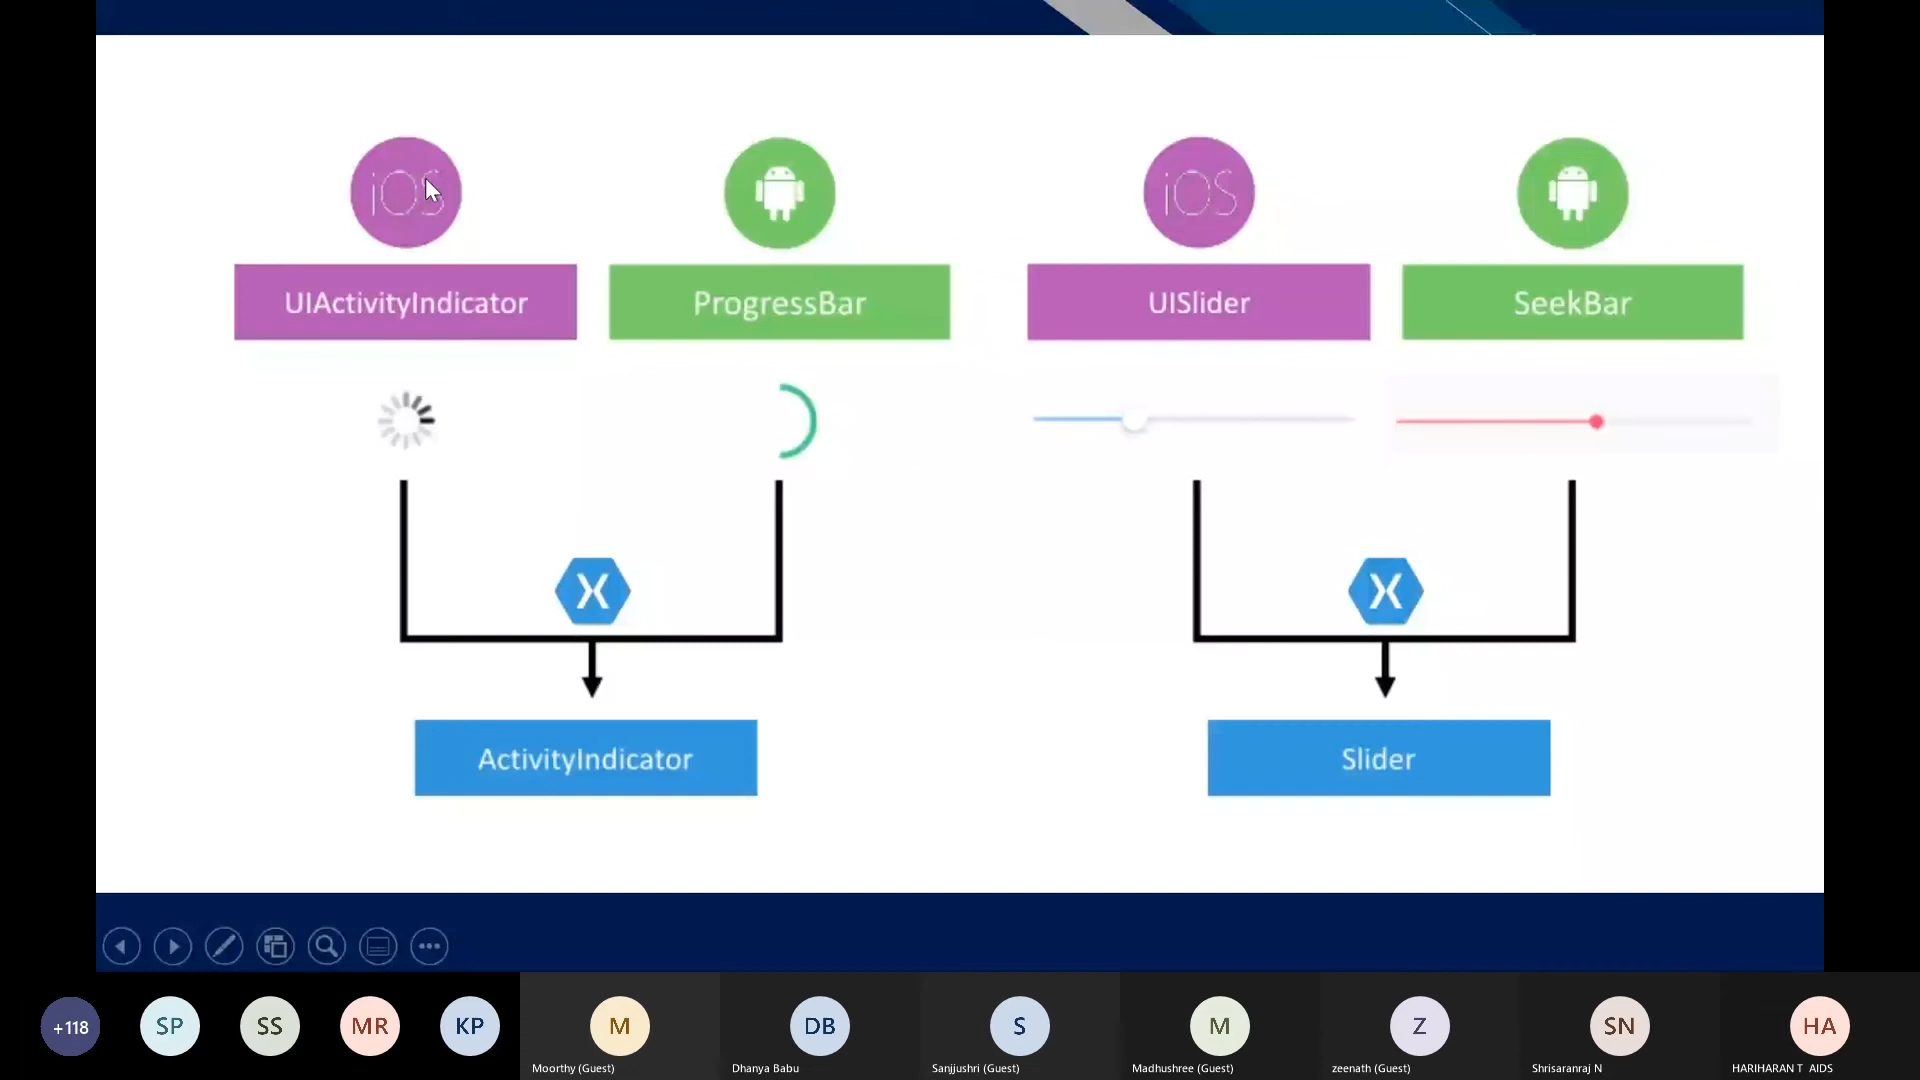 iOS
iOS
UIActivityIndicator
ProgressBar
UISlider
SeekBar
X
X
ActivityIndicator
Slider
+118
SP
SS
MR
KP
M
DB
S
M
Z
SN
HA
Moorthy (Guest)
Dhanya Babu
Sanjjushri (Guest)
Madhushree (Guest)
zeenath (Guest)
Shrisaranraj N
HARIHARAN T AIDS